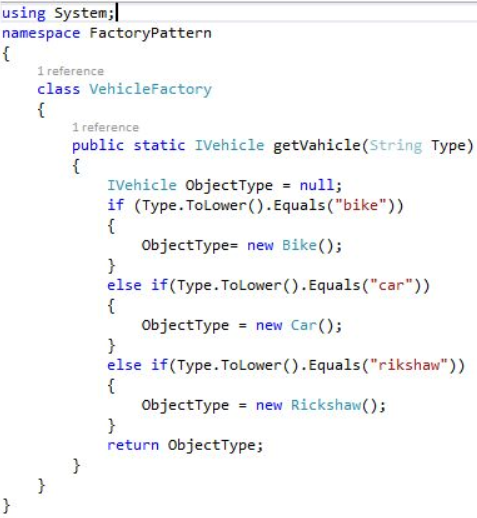 using System;
namespace FactoryPattern
{
1 reference
class VehicleFactory
{
1 reference
public static IVehicle getVahicle(String Type)
{
IVehicle ObjectType = null;
if (Type.ToLower().Equals("bike"))
{
ObjectType= new Bike();
}
else if(Type.ToLower().Equals("car"))
{
ObjectType = new Car();
}
else if(Type.ToLower().Equals("rikshaw"))
{
ObjectType = new Rickshaw();
}
return ObjectType;
}
}
}